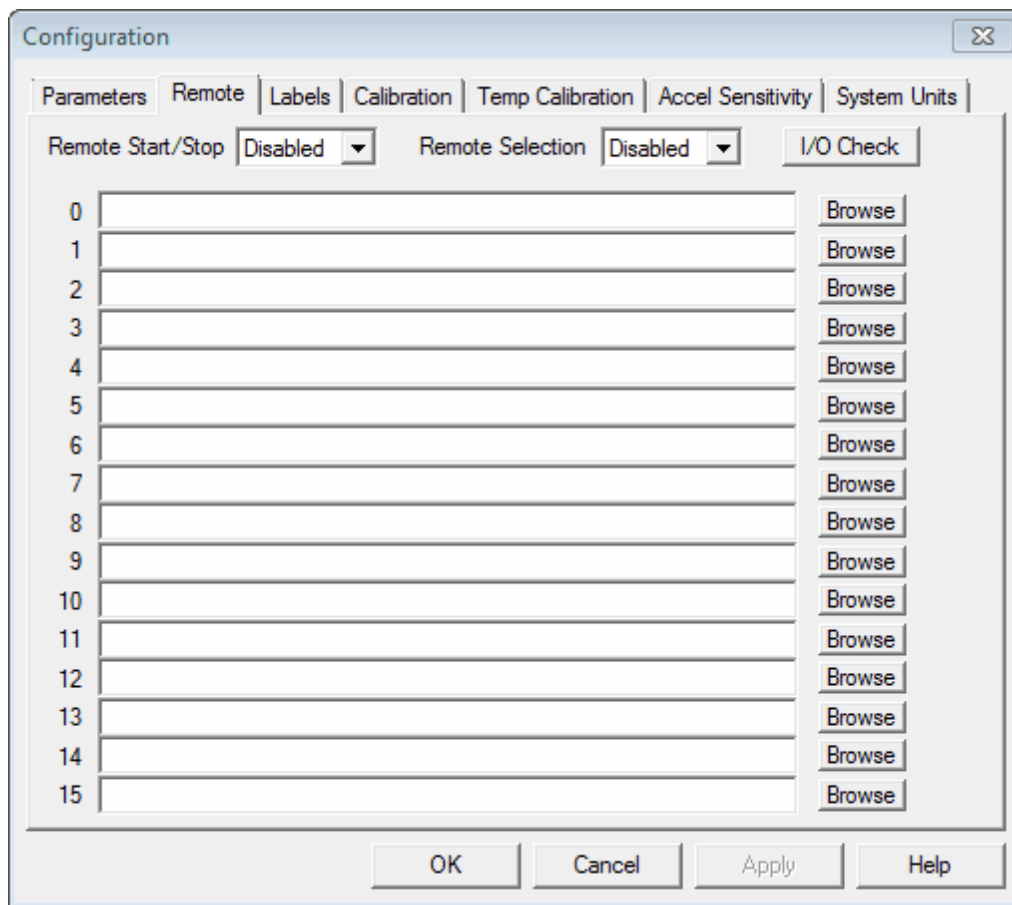 Configuration
Parameters Remote Labels Calibration Temp Calibration Accel Sensitivity System Units
Remote Start/Stop Disabled Remote Selection Disabled I/O Check
0 Browse
1 Browse
2 Browse
3 Browse
4 Browse
5 Browse
6 Browse
7 Browse
8 Browse
9 Browse
10 Browse
11 Browse
12 Browse
13 Browse
14 Browse
15 Browse
OK Cancel Apply Help